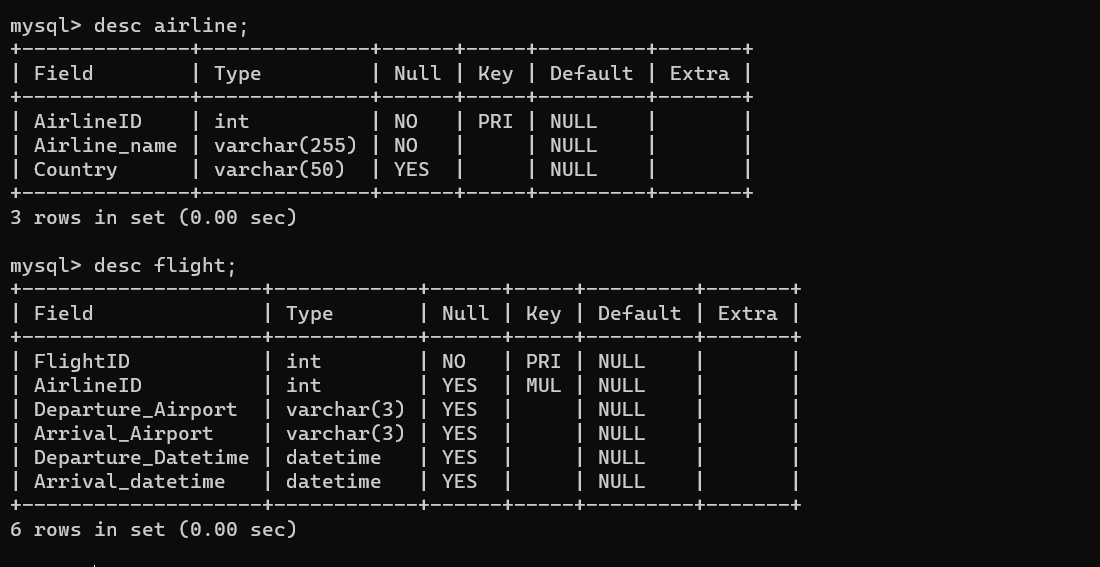 mysql> desc airline;
+--------------+--------------+------+-----+---------+-------+
| Field        | Type         | Null | Key | Default | Extra |
+--------------+--------------+------+-----+---------+-------+
| AirlineID    | int          | NO   | PRI | NULL    |       |
| Airline_name | varchar(255) | NO   |     | NULL    |       |
| Country      | varchar(50)  | YES  |     | NULL    |       |
+--------------+--------------+------+-----+---------+-------+
3 rows in set (0.00 sec)

mysql> desc flight;
+--------------------+------------+------+-----+---------+-------+
| Field              | Type       | Null | Key | Default | Extra |
+--------------------+------------+------+-----+---------+-------+
| FlightID           | int        | NO   | PRI | NULL    |       |
| AirlineID          | int        | YES  | MUL | NULL    |       |
| Departure_Airport  | varchar(3) | YES  |     | NULL    |       |
| Arrival_Airport    | varchar(3) | YES  |     | NULL    |       |
| Departure_Datetime | datetime   | YES  |     | NULL    |       |
| Arrival_datetime   | datetime   | YES  |     | NULL    |       |
+--------------------+------------+------+-----+---------+-------+
6 rows in set (0.00 sec)